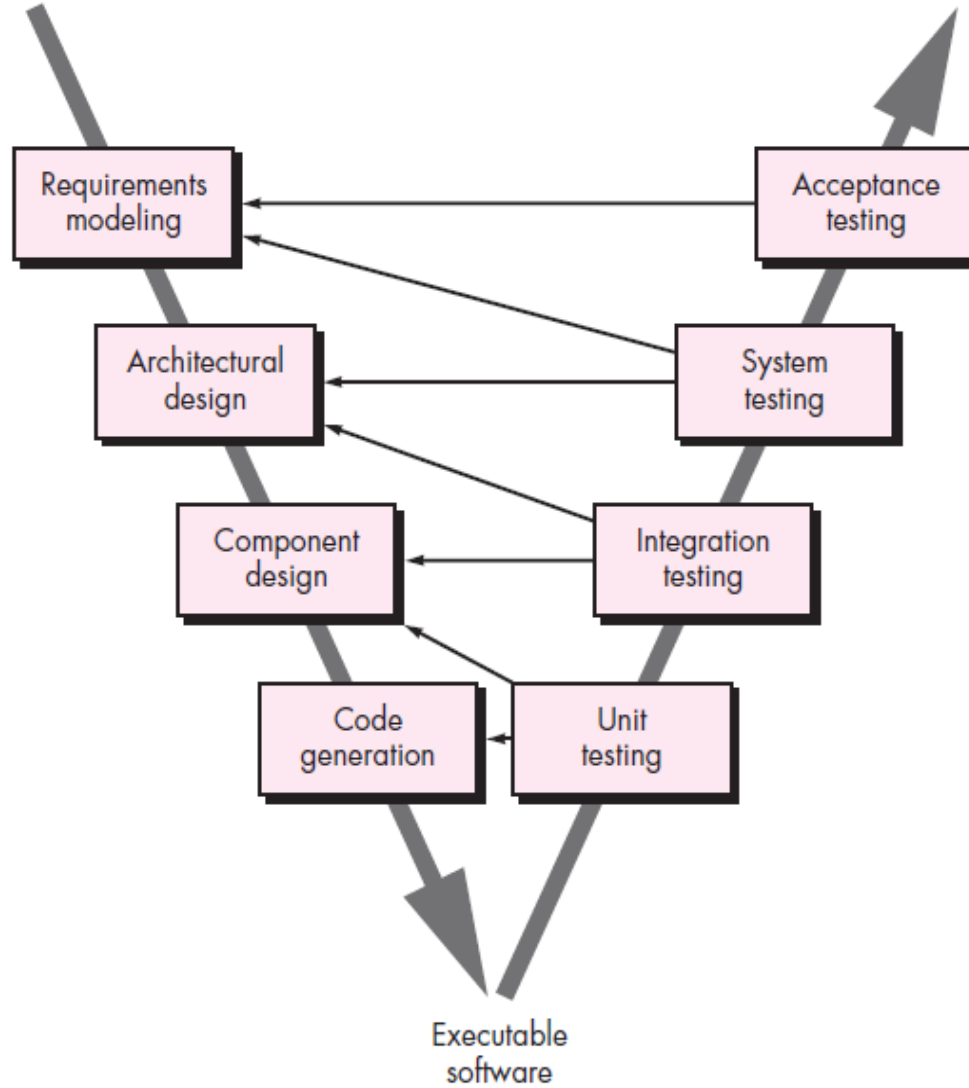 Requirements
modeling
Acceptance
testing
Architectural
design
System
testing
Component
design
Integration
testing
Code
generation
Unit
testing
Executable
software